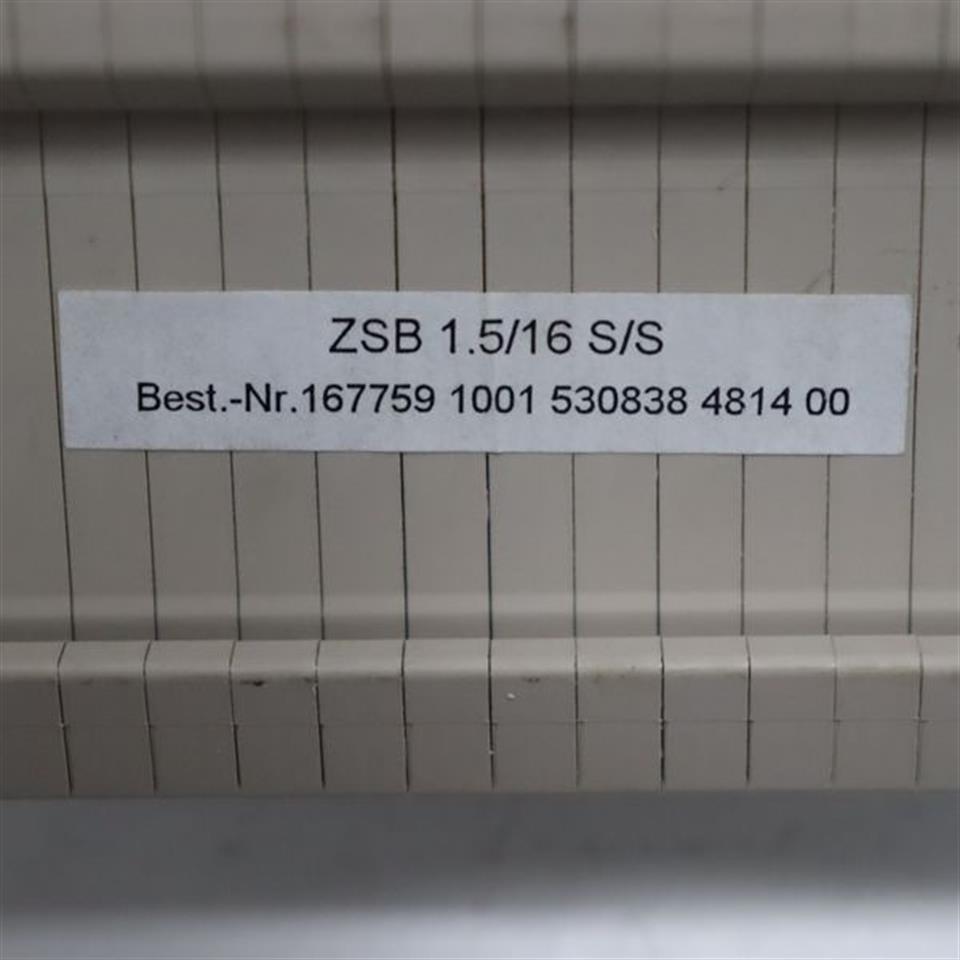 ZSB 1.5/16 S/S
Best.-Nr.167759 1001 530838 4814 00